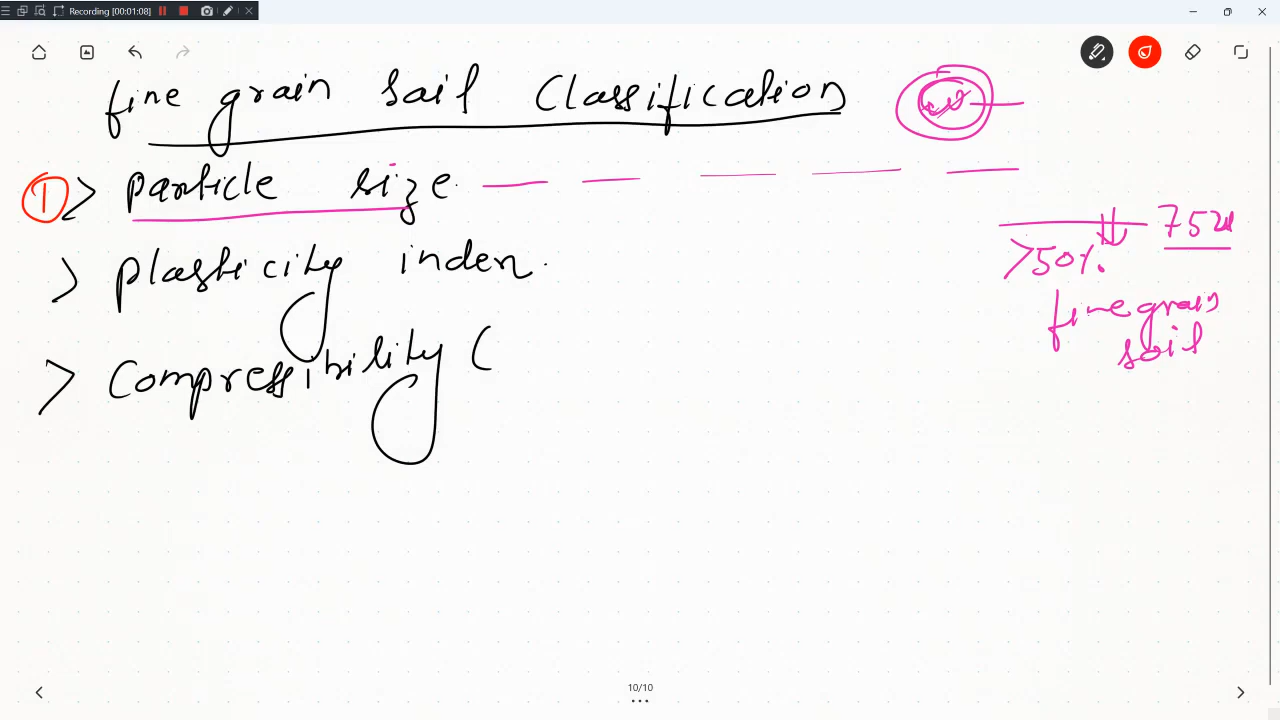 Recording [00:01:08]
fine grain soil Classification
① > particle size
75μ
>50%
fine grain
soil
> plasticity index
> Compressibility (
10/10